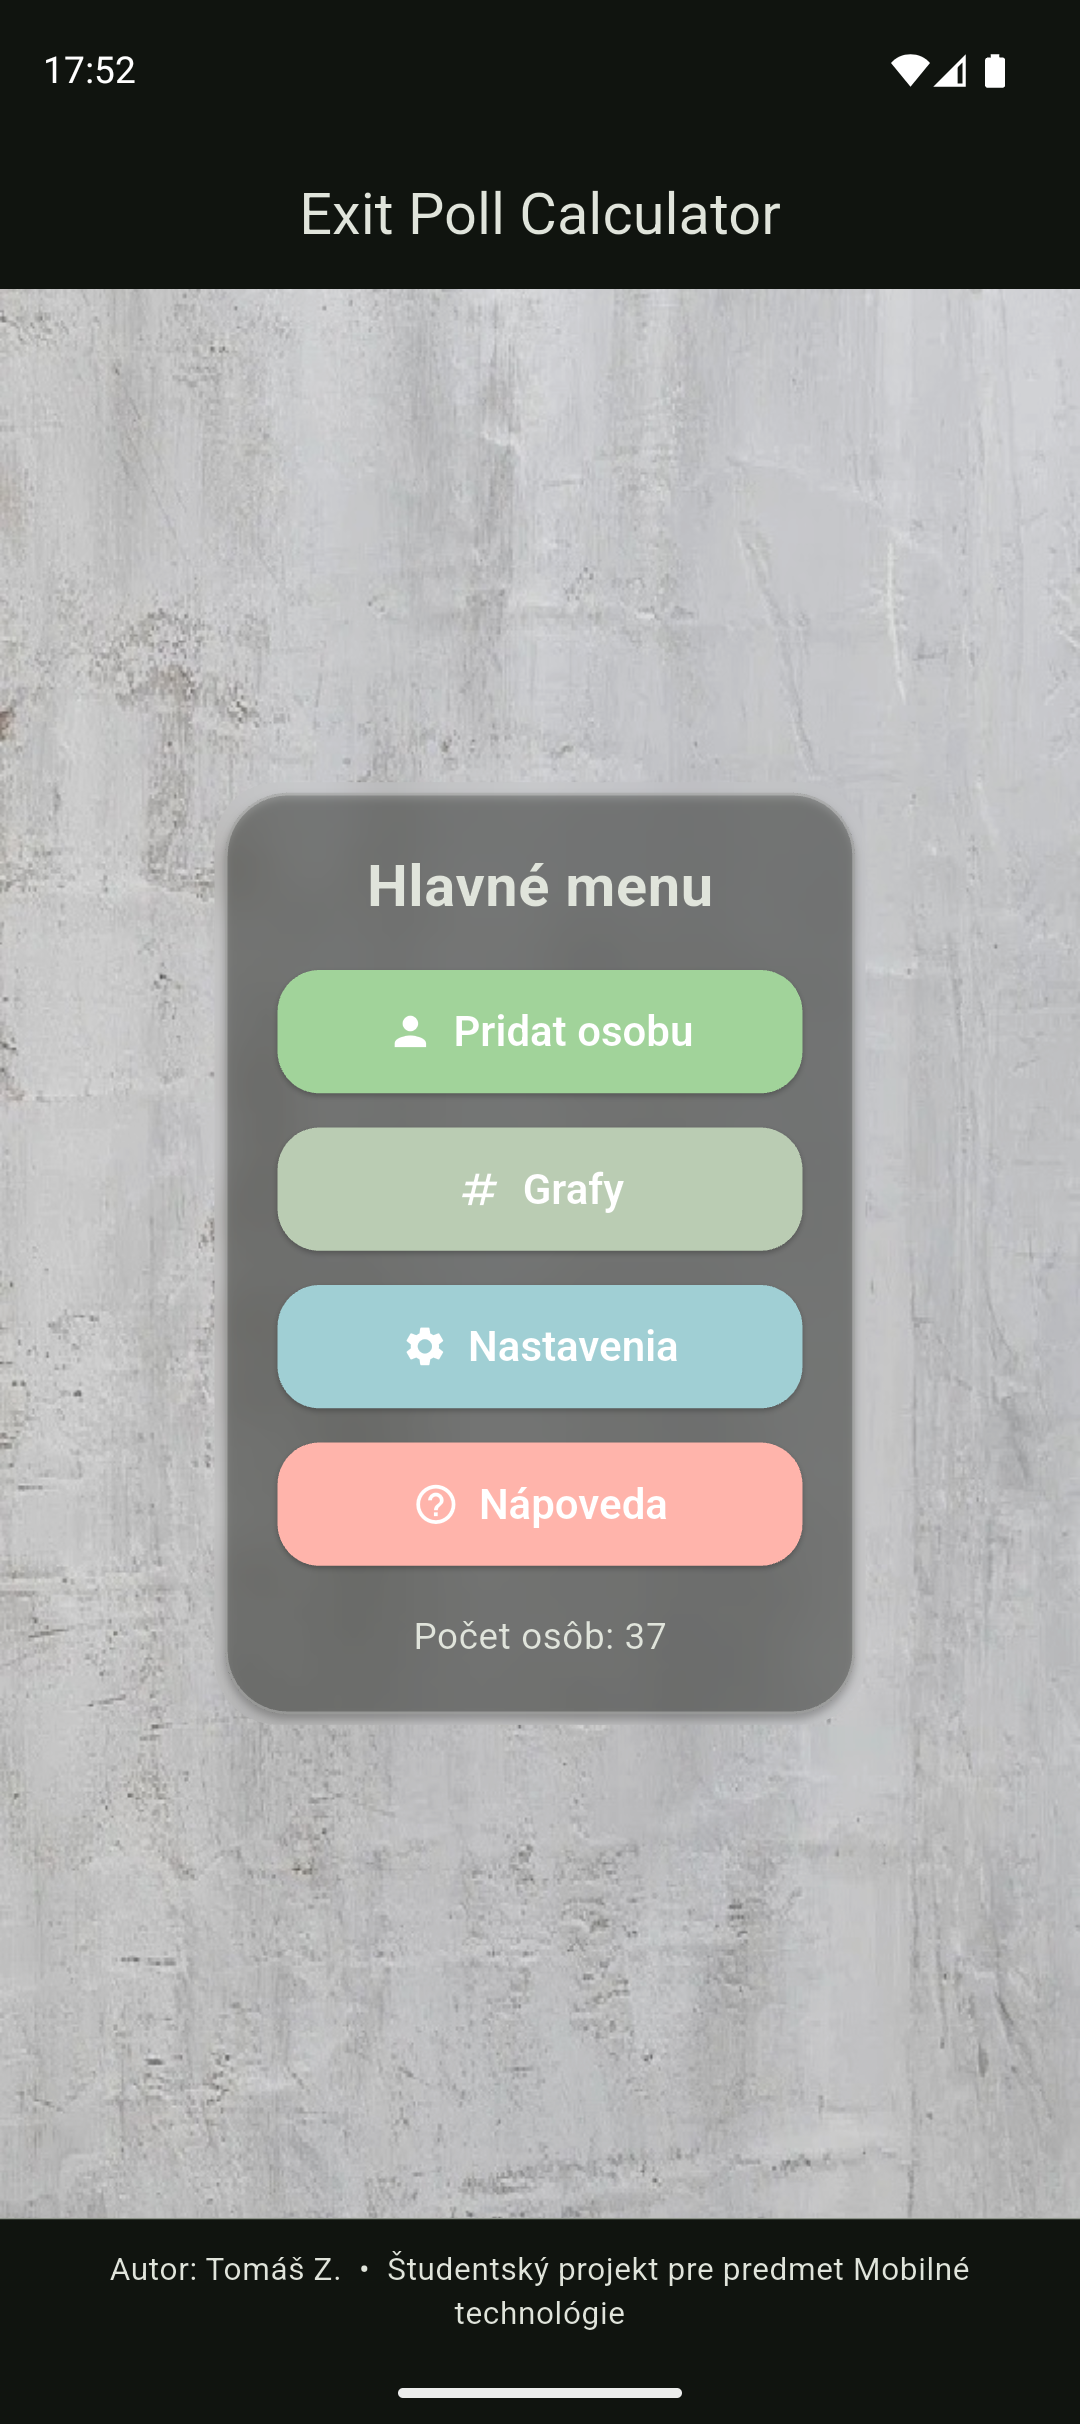 17:52
Exit Poll Calculator
Hlavné menu
Pridat osobu
Grafy
Nastavenia
Nápoveda
Počet osôb: 37
Autor: Tomáš Z. • Študentský projekt pre predmet Mobilné
technológie